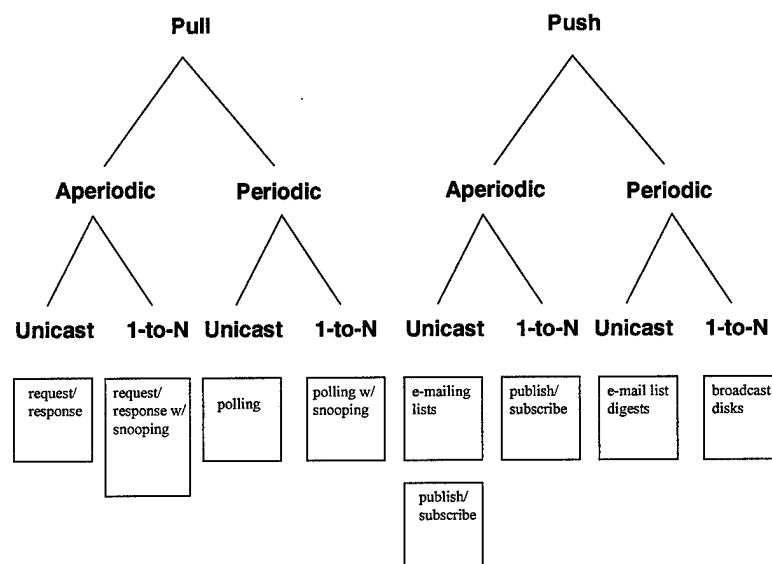 Pull Push
Aperiodic Periodic Aperiodic Periodic
Unicast 1-to-N Unicast 1-to-N Unicast 1-to-N Unicast 1-to-N
request/
response
request/
response w/
snooping
polling
polling w/
snooping
e-mailing
lists
publish/
subscribe
e-mail list
digests
broadcast
disks
publish/
subscribe